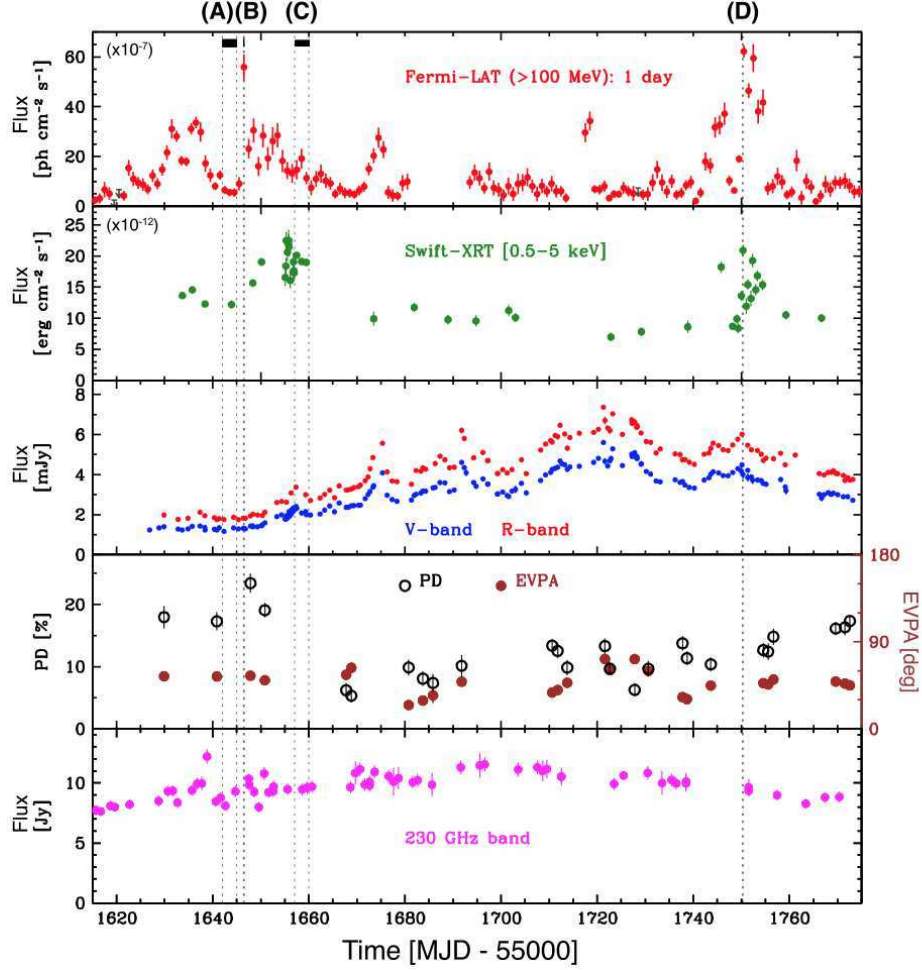 (A) (B) (C) (D)
(x10-7)
Fermi-LAT (>100 MeV): 1 day
Flux
[ph cm-2 s-1]
60
40
20
0
(x10-12)
Swift-XRT [0.5-5 keV]
Flux
[erg cm-2 s-1]
25
20
15
10
5
0
Flux
[mJy]
8
6
4
2
0
V-band R-band
PD [%]
20
10
0
PD EVPA
180
90
0
EVPA [deg]
Flux
[Jy]
10
5
0
230 GHz band
1620 1640 1660 1680 1700 1720 1740 1760
Time [MJD - 55000]